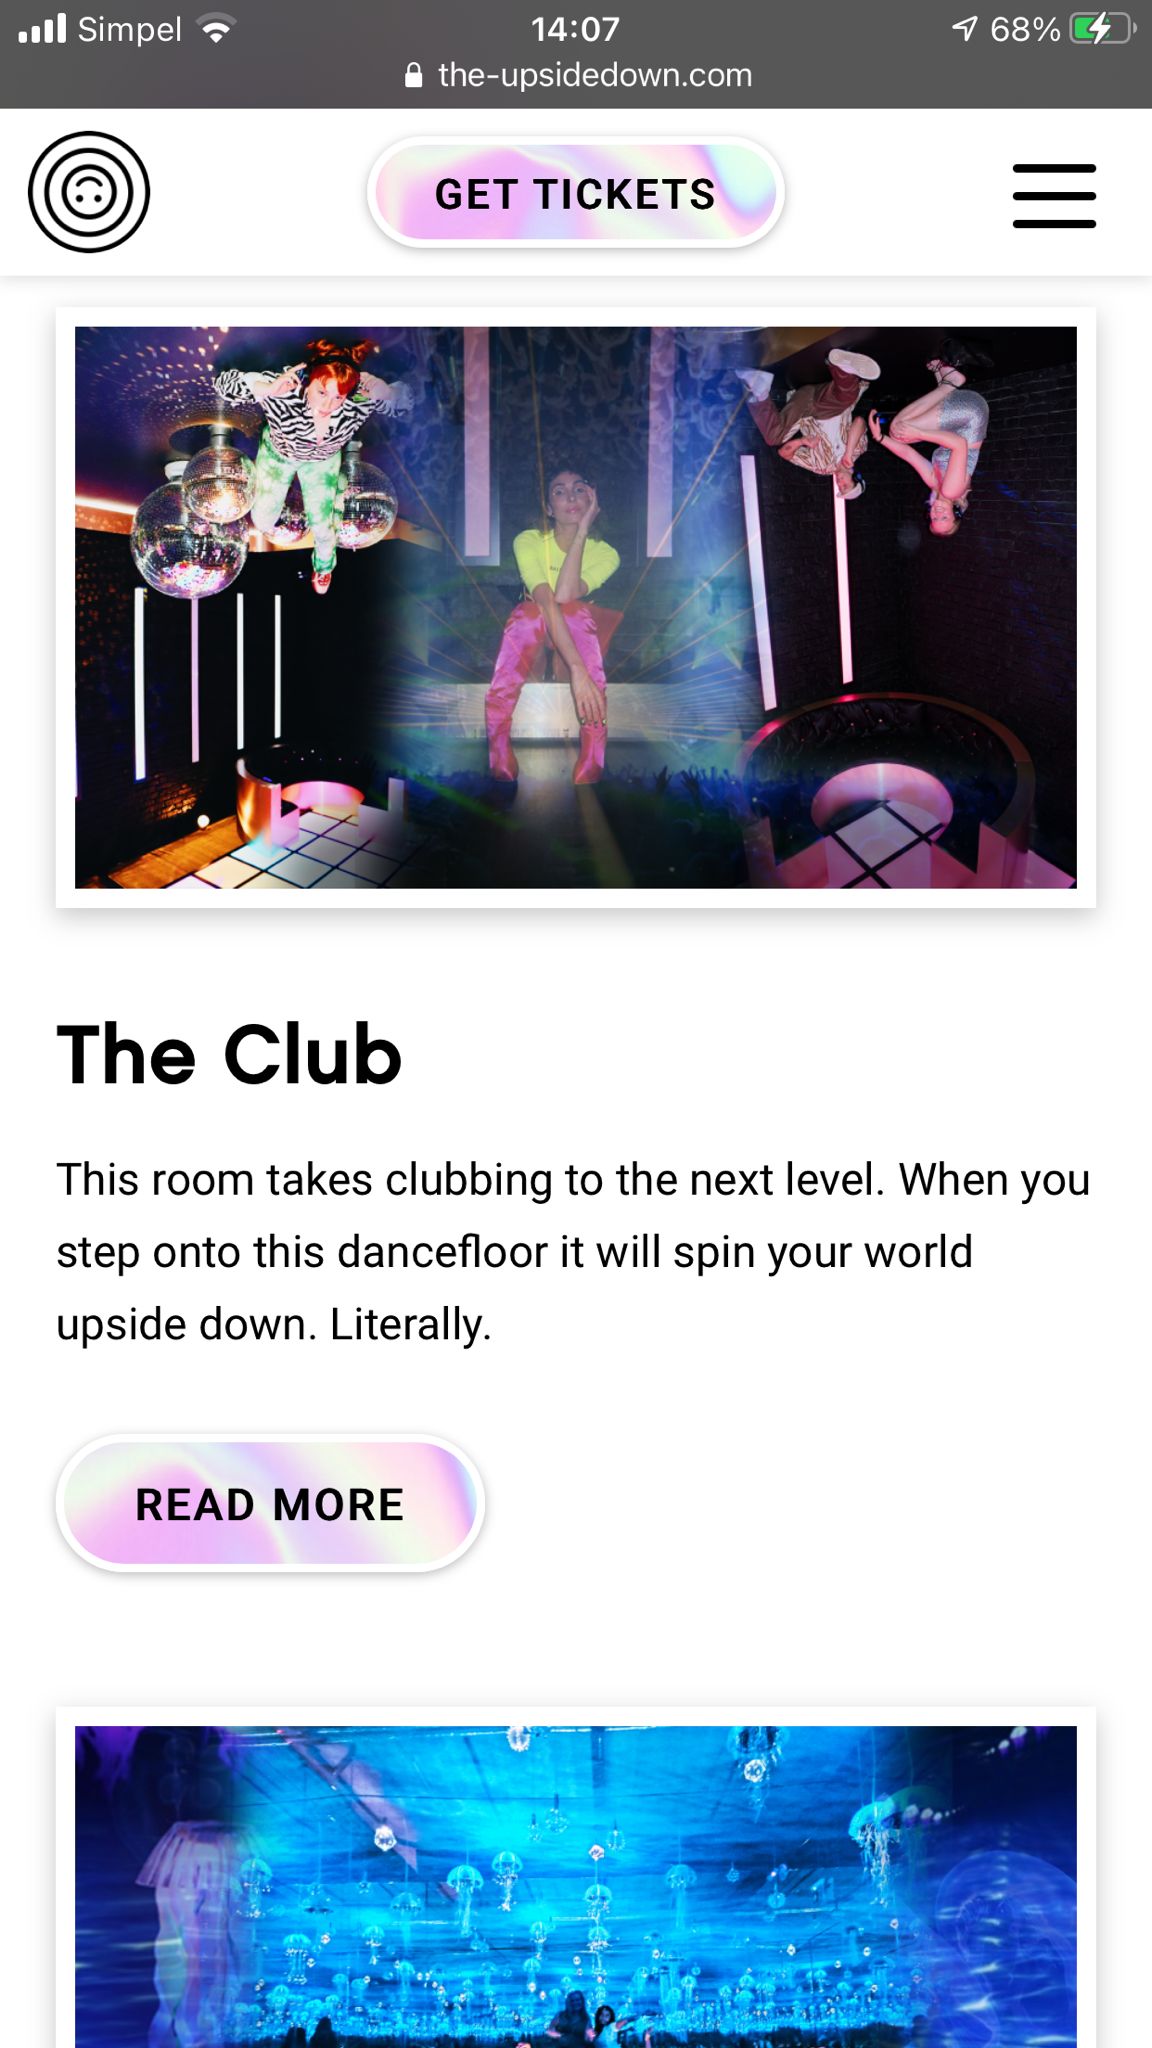 Simpel
14:07
68%
the-upsidedown.com
GET TICKETS
The Club
This room takes clubbing to the next level. When you
step onto this dancefloor it will spin your world
upside down. Literally.
READ MORE